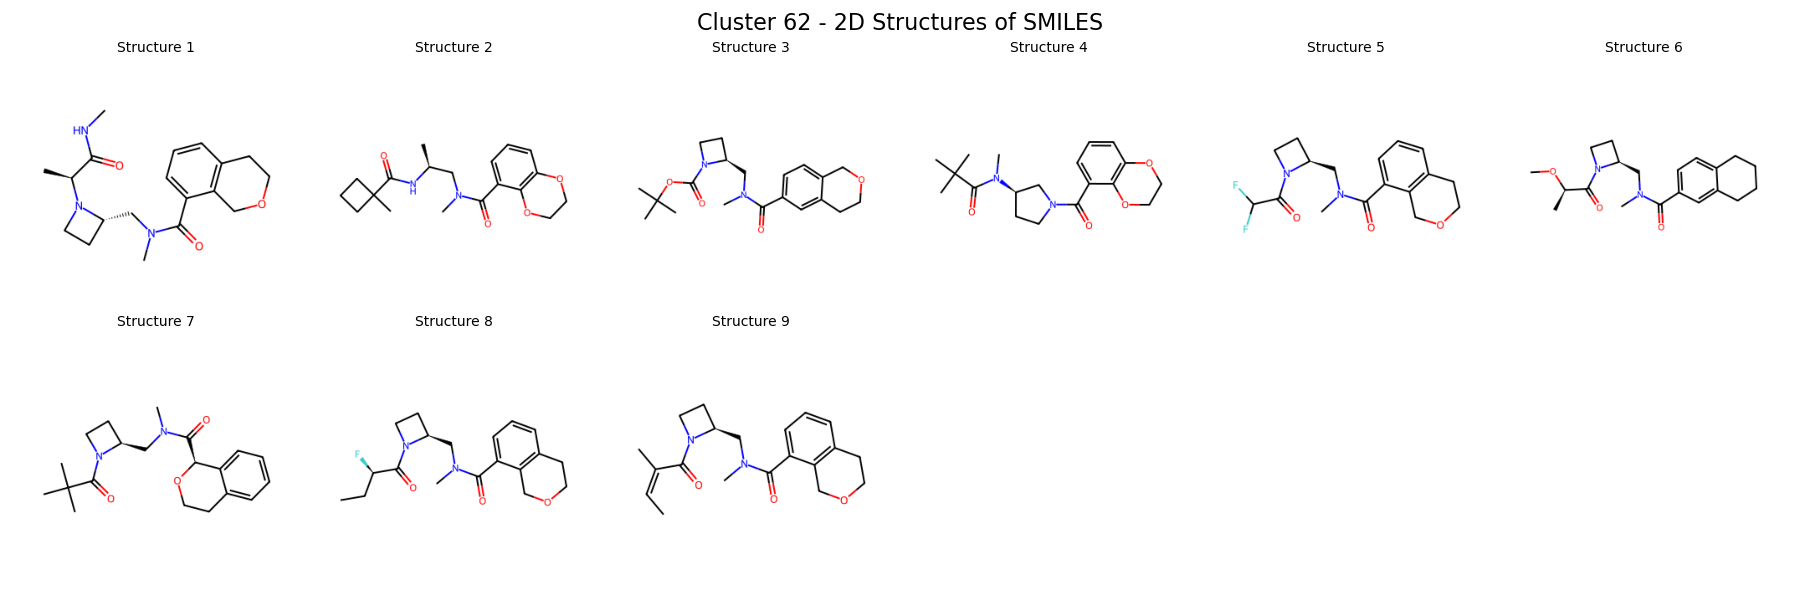 Cluster 62 - 2D Structures of SMILES
Structure 1 Structure 2 Structure 3 Structure 4 Structure 5 Structure 6
HN O N N O O
O N H N O O O
N O O N O O
O N N O O O
F F O N N O O
O O N N O
Structure 7 Structure 8 Structure 9
N O N O O
F O N N O O
N O N O O